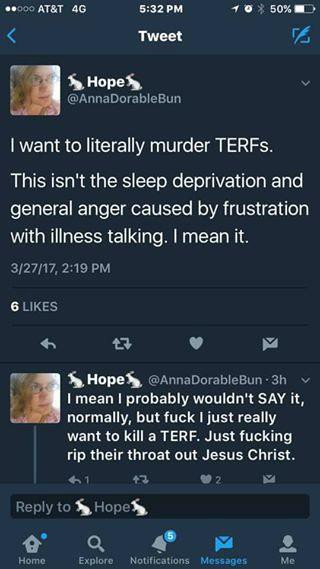 AT&T 4G 5:32 PM 50%
Tweet
Hope
@AnnaDorableBun
I want to literally murder TERFs.
This isn't the sleep deprivation and
general anger caused by frustration
with illness talking. I mean it.
3/27/17, 2:19 PM
6 LIKES
Hope @AnnaDorableBun · 3h
I mean I probably wouldn't SAY it,
normally, but fuck I just really
want to kill a TERF. Just fucking
rip their throat out Jesus Christ.
1 2
Reply to Hope
5
Home Explore Notifications Messages Me